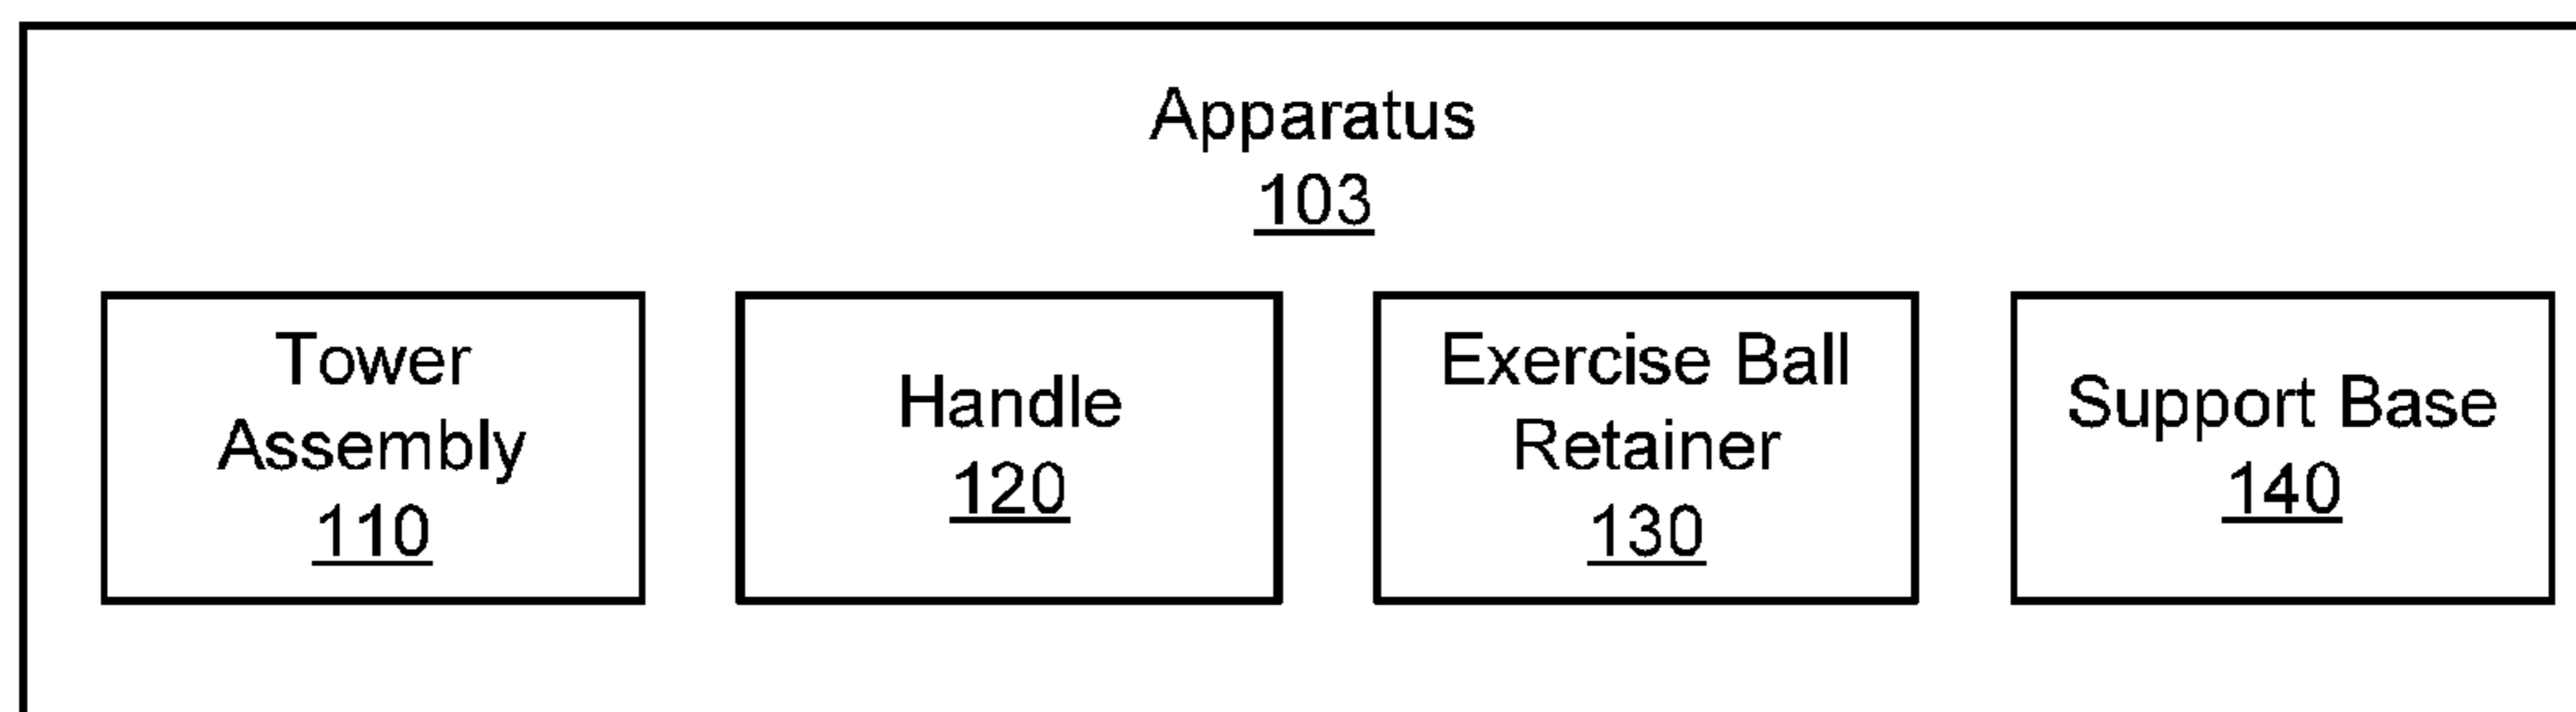 Apparatus
103
Tower
Assembly
110
Handle
120
Exercise Ball
Retainer
130
Support Base
140